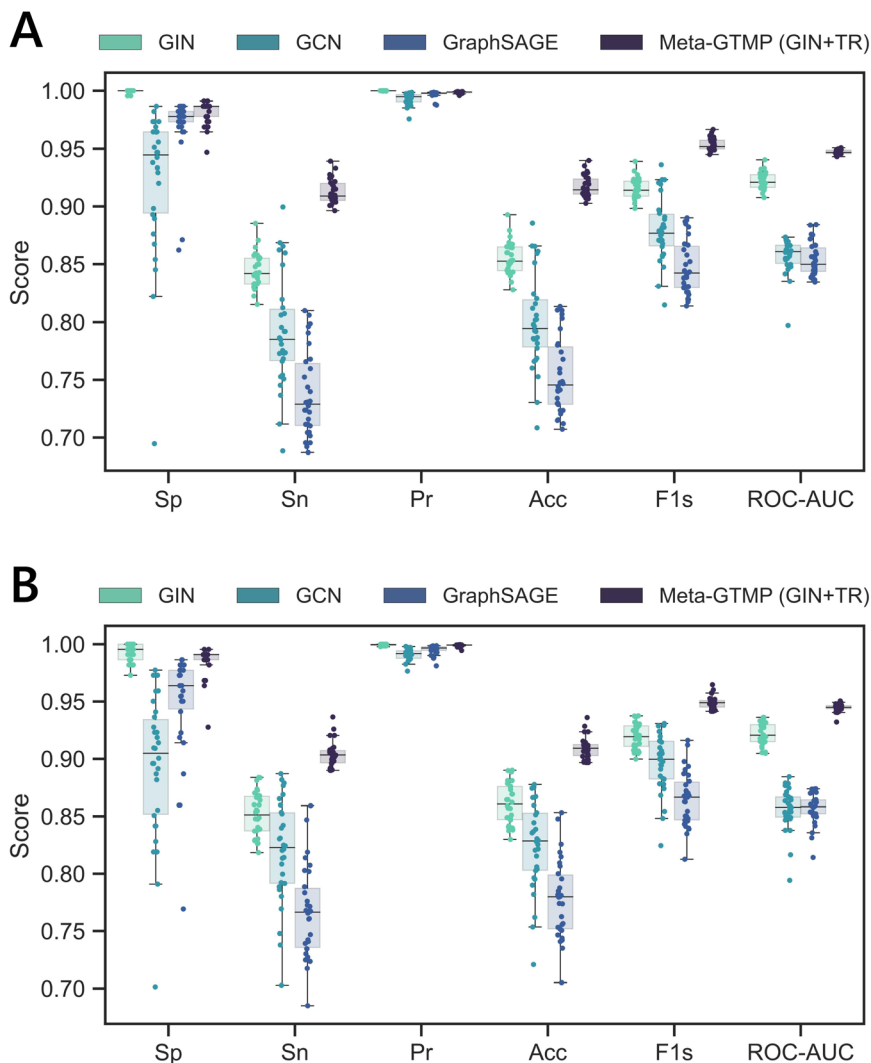 A
GIN GCN GraphSAGE Meta-GTMP (GIN+TR)
1.00
0.95
0.90
0.85
0.80
0.75
0.70
Score
Sp Sn Pr Acc F1s ROC-AUC
B
GIN GCN GraphSAGE Meta-GTMP (GIN+TR)
1.00
0.95
0.90
0.85
0.80
0.75
0.70
Score
Sp Sn Pr Acc F1s ROC-AUC